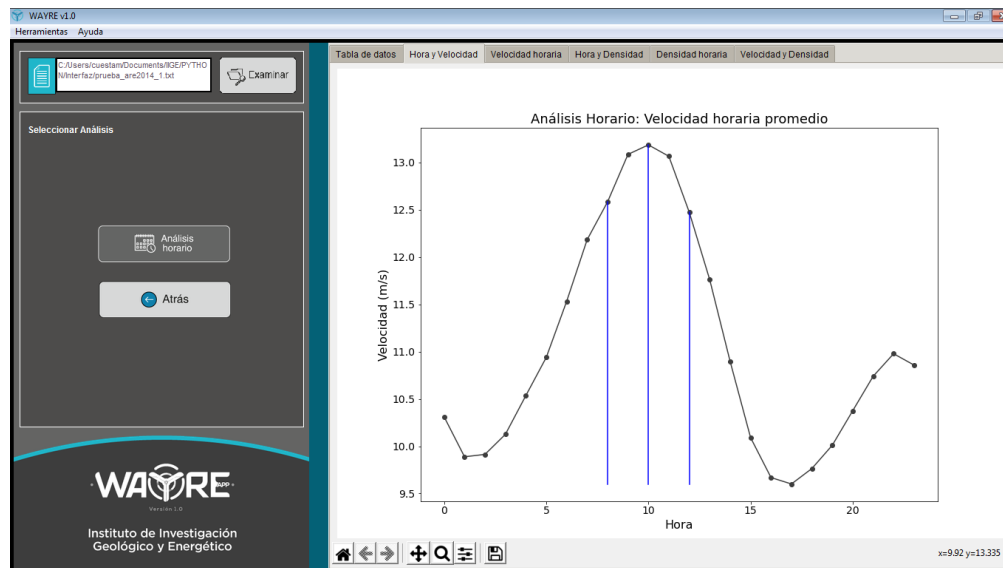 WAYRE v1.0
Herramientas Ayuda
C:/Users/cuestam/Documents/IIGE/PYTHO
N/Interfaz/prueba_are2014_1.txt
Examinar
Seleccionar Análisis
Análisis
horario
Atrás
WAYRE
APP
Versión 1.0
Instituto de Investigación
Geológico y Energético
Tabla de datos Hora y Velocidad Velocidad horaria Hora y Densidad Densidad horaria Velocidad y Densidad
Análisis Horario: Velocidad horaria promedio
Velocidad (m/s)
13.0
12.5
12.0
11.5
11.0
10.5
10.0
9.5
0 5 10 15 20
Hora
x=9.92 y=13.335